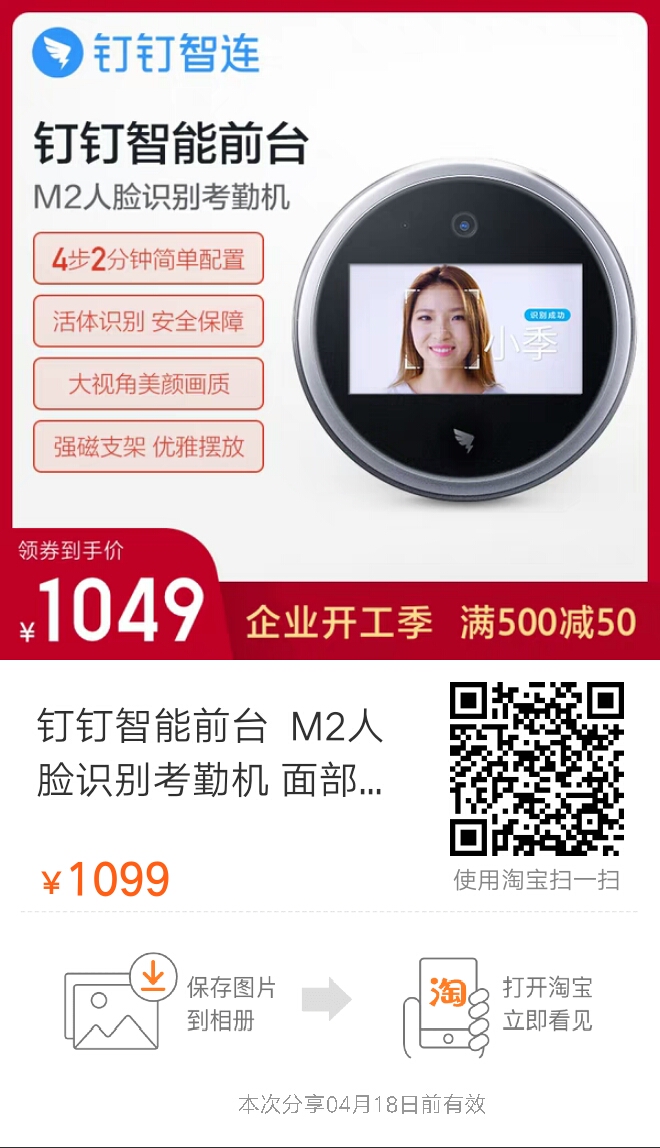 钉钉智连
钉钉智能前台
M2人脸识别考勤机
4步2分钟简单配置
活体识别 安全保障
大视角美颜画质
强磁支架 优雅摆放
识别成功
小季
领券到手价
¥1049
企业开工季 满500减50
钉钉智能前台 M2人
脸识别考勤机 面部...
¥1099
使用淘宝扫一扫
保存图片
到相册
淘
打开淘宝
立即看见
本次分享04月18日前有效